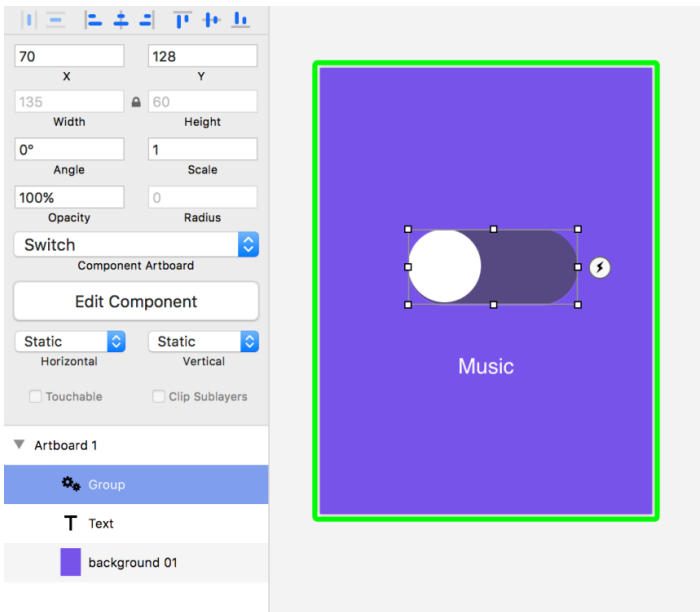 70 128
X Y
135 60
Width Height
0° 1
Angle Scale
100% 0
Opacity Radius
Switch
Component Artboard
Edit Component
Static Static
Horizontal Vertical
Touchable Clip Sublayers
Artboard 1
Group
Text
background 01
Music